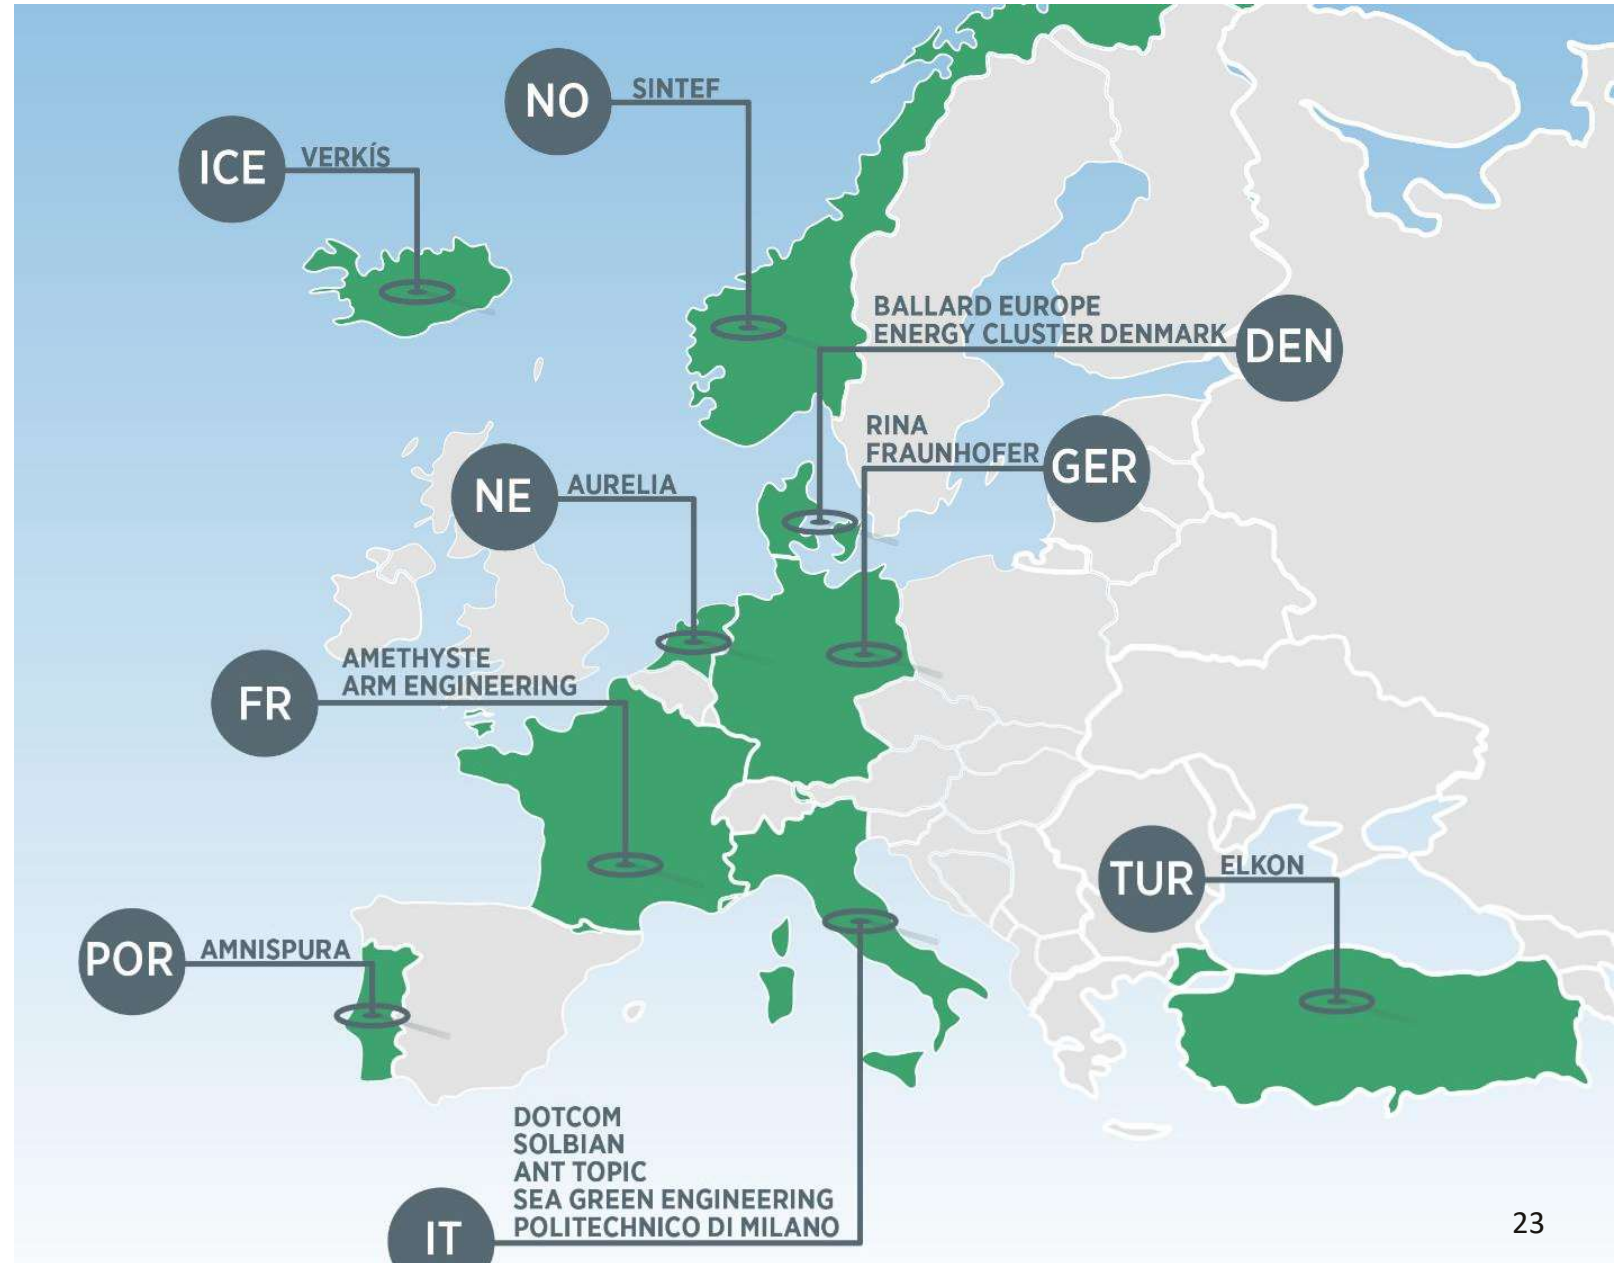 NO
SINTEF
ICE
VERKÍS
BALLARD EUROPE
ENERGY CLUSTER DENMARK
DEN
RINA
FRAUNHOFER
GER
NE
AURELIA
FR
AMETHYSTE
ARM ENGINEERING
TUR
ELKON
POR
AMNISPURA
IT
DOTCOM
SOLBIAN
ANT TOPIC
SEA GREEN ENGINEERING
POLITECHNICO DI MILANO
23